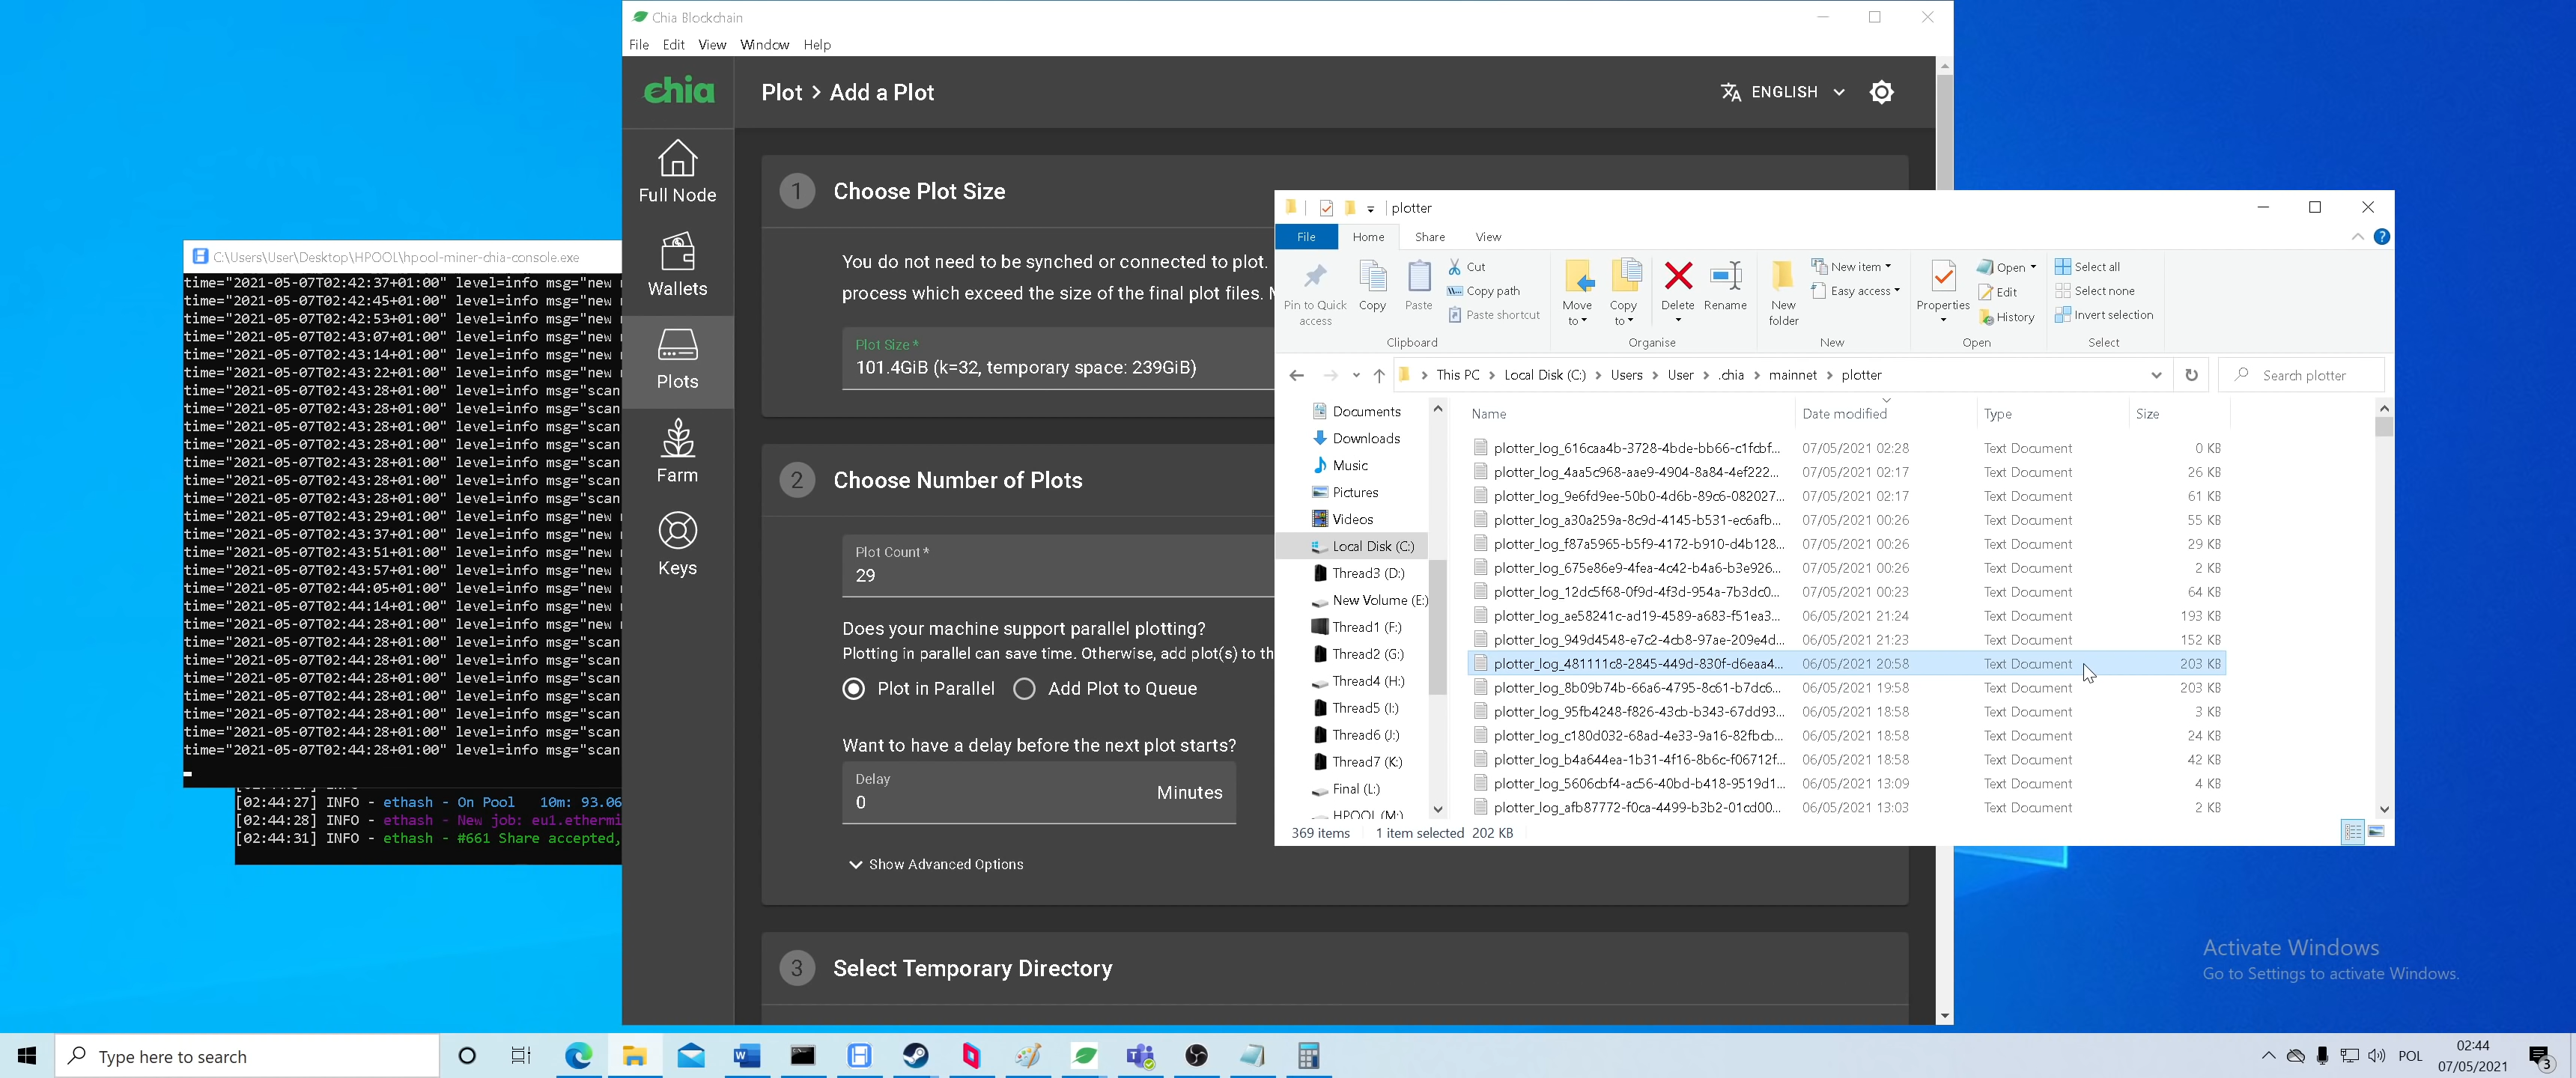 Chia Blockchain
File Edit View Window Help
chia
Plot > Add a Plot
ENGLISH
Full Node
Wallets
Plots
Farm
Keys
1 Choose Plot Size
You do not need to be synched or connected to plot.
process which exceed the size of the final plot files.
Plot Size *
101.4GiB (k=32, temporary space: 239GiB)
2 Choose Number of Plots
Plot Count *
29
Does your machine support parallel plotting?
Plotting in parallel can save time. Otherwise, add plot(s) to th
Plot in Parallel Add Plot to Queue
Want to have a delay before the next plot starts?
Delay
0 Minutes
Show Advanced Options
3 Select Temporary Directory
C:\Users\User\Desktop\HPOOL\hpool-miner-chia-console.exe
time="2021-05-07T02:42:37+01:00" level=info msg="new
time="2021-05-07T02:42:45+01:00" level=info msg="new
time="2021-05-07T02:42:53+01:00" level=info msg="new
time="2021-05-07T02:43:07+01:00" level=info msg="new
time="2021-05-07T02:43:14+01:00" level=info msg="new
time="2021-05-07T02:43:22+01:00" level=info msg="new
time="2021-05-07T02:43:28+01:00" level=info msg="scan
time="2021-05-07T02:43:28+01:00" level=info msg="scan
time="2021-05-07T02:43:28+01:00" level=info msg="scan
time="2021-05-07T02:43:28+01:00" level=info msg="scan
time="2021-05-07T02:43:28+01:00" level=info msg="scan
time="2021-05-07T02:43:28+01:00" level=info msg="scan
time="2021-05-07T02:43:28+01:00" level=info msg="scan
time="2021-05-07T02:43:29+01:00" level=info msg="new
time="2021-05-07T02:43:37+01:00" level=info msg="new
time="2021-05-07T02:43:51+01:00" level=info msg="new
time="2021-05-07T02:43:57+01:00" level=info msg="new
time="2021-05-07T02:44:05+01:00" level=info msg="new
time="2021-05-07T02:44:14+01:00" level=info msg="new
time="2021-05-07T02:44:28+01:00" level=info msg="new
time="2021-05-07T02:44:28+01:00" level=info msg="scan
time="2021-05-07T02:44:28+01:00" level=info msg="scan
time="2021-05-07T02:44:28+01:00" level=info msg="scan
time="2021-05-07T02:44:28+01:00" level=info msg="scan
time="2021-05-07T02:44:28+01:00" level=info msg="scan
time="2021-05-07T02:44:28+01:00" level=info msg="scan
time="2021-05-07T02:44:28+01:00" level=info msg="scan
[02:44:27] INFO - ethash - On Pool 10m: 93.06
[02:44:28] INFO - ethash - New job: eu1.ethermi
[02:44:31] INFO - ethash - #661 Share accepted,
plotter
File Home Share View
Pin to Quick access
Copy
Paste
Cut
Copy path
Paste shortcut
Clipboard
Move to
Copy to
Delete
Rename
Organise
New folder
New item
Easy access
New
Properties
Open
Edit
History
Open
Select all
Select none
Invert selection
Select
This PC > Local Disk (C:) > Users > User > .chia > mainnet > plotter
Search plotter
Documents
Downloads
Music
Pictures
Videos
Local Disk (C:)
Thread3 (D:)
New Volume (E:)
Thread1 (F:)
Thread2 (G:)
Thread4 (H:)
Thread5 (I:)
Thread6 (J:)
Thread7 (K:)
Final (L:)
HPOOL (M:)
Name Date modified Type Size
plotter_log_616caa4b-3728-4bde-bb66-c1fcbf... 07/05/2021 02:28 Text Document 0 KB
plotter_log_4aa5c968-aae9-4904-8a84-4ef222... 07/05/2021 02:17 Text Document 26 KB
plotter_log_9e6fd9ee-50b0-4d6b-89c6-082027... 07/05/2021 02:17 Text Document 61 KB
plotter_log_a30a259a-8c9d-4145-b531-ec6afb... 07/05/2021 00:26 Text Document 55 KB
plotter_log_f87a5965-b5f9-4172-b910-d4b128... 07/05/2021 00:26 Text Document 29 KB
plotter_log_675e86e9-4fea-4c42-b4a6-b3e926... 07/05/2021 00:26 Text Document 2 KB
plotter_log_12dc5f68-0f9d-4f3d-954a-7b3dc0... 07/05/2021 00:23 Text Document 64 KB
plotter_log_ae58241c-ad19-4589-a683-f51ea3... 06/05/2021 21:24 Text Document 193 KB
plotter_log_949d4548-e7c2-4cb8-97ae-209e4d... 06/05/2021 21:23 Text Document 152 KB
plotter_log_481111c8-2845-449d-830f-d6eaa4... 06/05/2021 20:58 Text Document 203 KB
plotter_log_8b09b74b-66a6-4795-8c61-b7dc6... 06/05/2021 19:58 Text Document 203 KB
plotter_log_95fb4248-f826-43cb-b343-67dd93... 06/05/2021 18:58 Text Document 3 KB
plotter_log_c180d032-68ad-4e33-9a16-82fbcb... 06/05/2021 18:58 Text Document 24 KB
plotter_log_b4a644ea-1b31-4f16-8b6c-f06712f... 06/05/2021 18:58 Text Document 42 KB
plotter_log_5606cbf4-ac56-40bd-b418-9519d1... 06/05/2021 13:09 Text Document 4 KB
plotter_log_afb87772-f0ca-4499-b3b2-01cd00... 06/05/2021 13:03 Text Document 2 KB
369 items 1 item selected 202 KB
Activate Windows
Go to Settings to activate Windows.
Type here to search
POL
02:44
07/05/2021
3